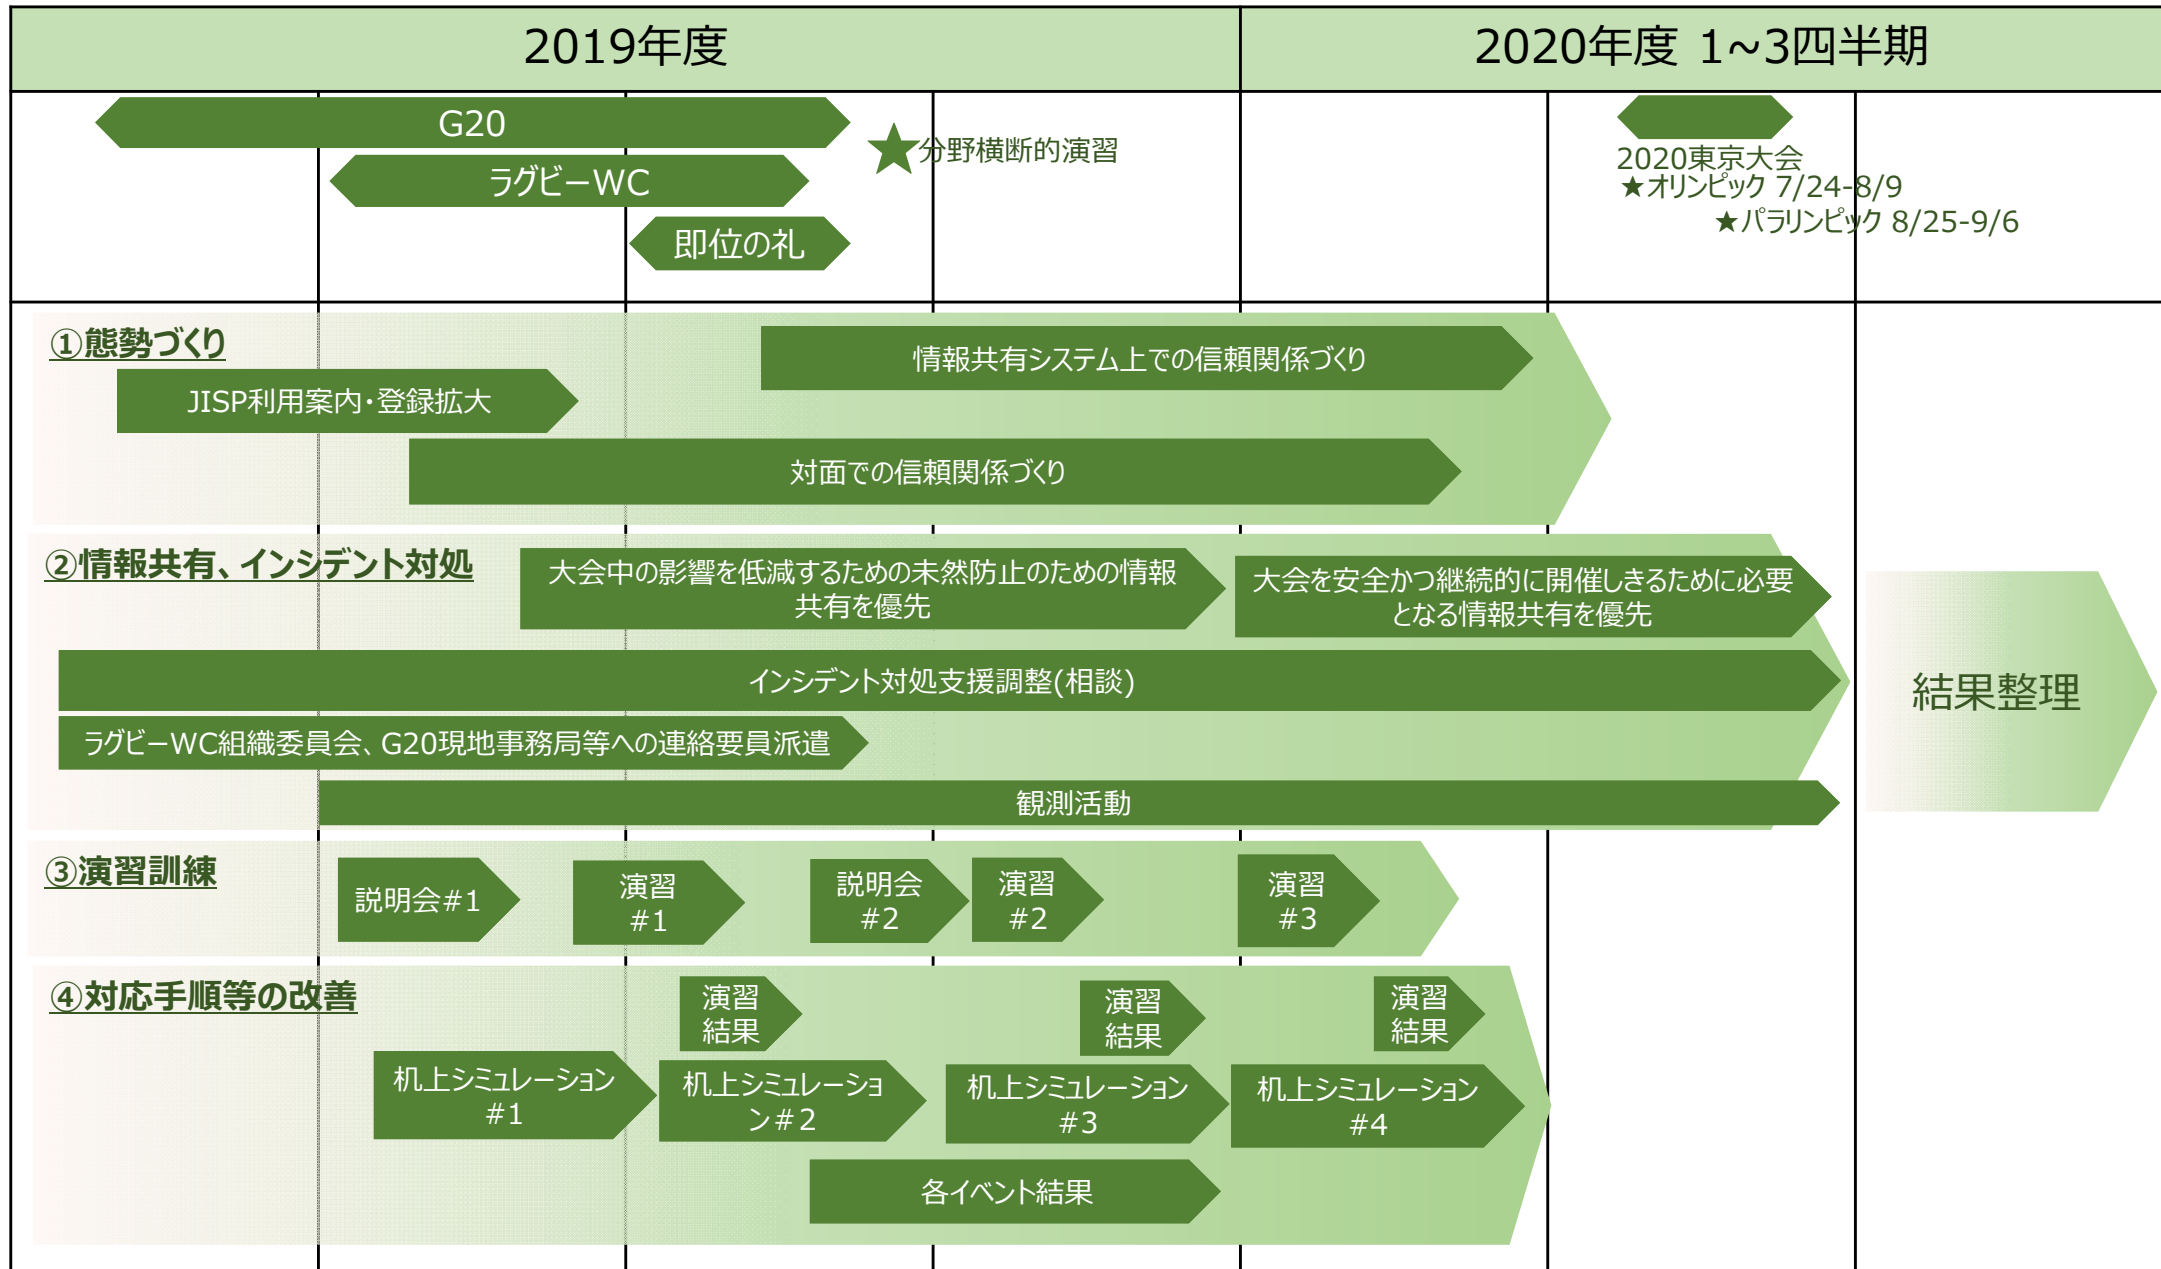 2019年度
2020年度 1~3四半期
G20
ラグビーWC
即位の礼
分野横断的演習
2020東京大会
★オリンピック 7/24-8/9
★パラリンピック 8/25-9/6
①態勢づくり
情報共有システム上での信頼関係づくり
JISP利用案内・登録拡大
対面での信頼関係づくり
②情報共有、インシデント対処
大会中の影響を低減するための未然防止のための情報
共有を優先
大会を安全かつ継続的に開催しきるために必要
となる情報共有を優先
インシデント対処支援調整(相談)
ラグビーWC組織委員会、G20現地事務局等への連絡要員派遣
観測活動
結果整理
③演習訓練
説明会#1
演習
#1
説明会
#2
演習
#2
演習
#3
④対応手順等の改善
演習
結果
演習
結果
演習
結果
机上シミュレーション
#1
机上シミュレーショ
ン#2
机上シミュレーション
#3
机上シミュレーション
#4
各イベント結果